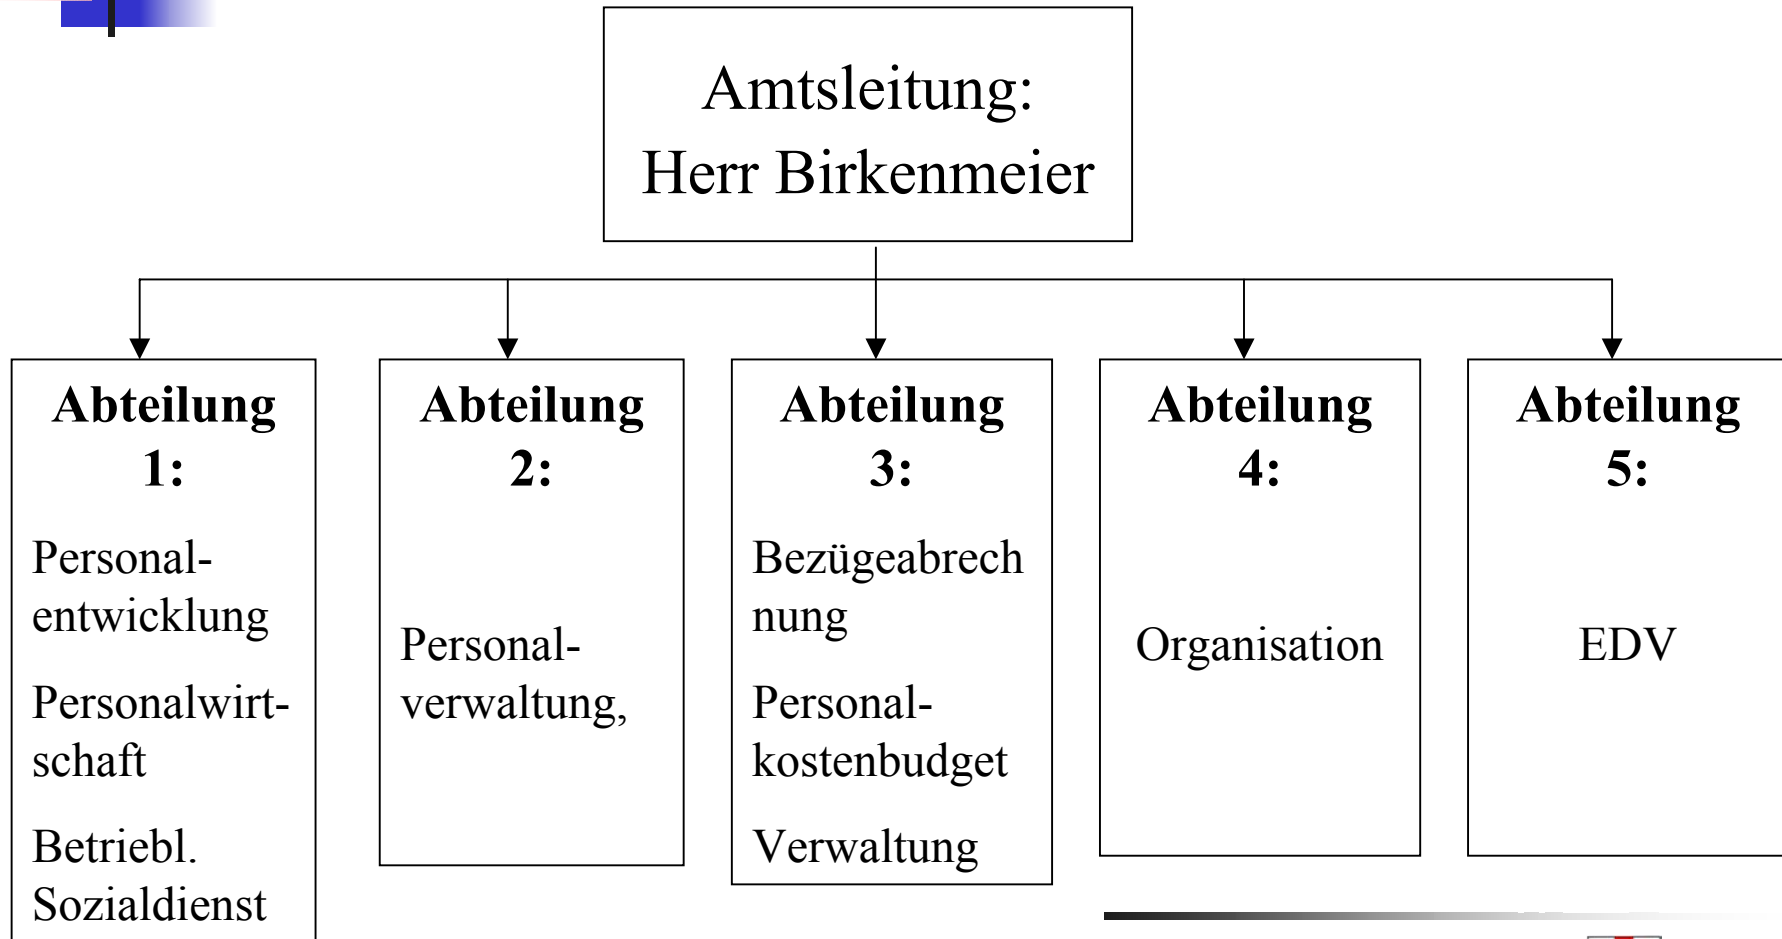 Amtsleitung:
Herr Birkenmeier
Abteilung
1:
Personal-
entwicklung
Personalwirt-
schaft
Betriebl.
Sozialdienst
Abteilung
2:
Personal-
verwaltung,
Abteilung
3:
Bezügeabrech
nung
Personal-
kostenbudget
Verwaltung
Abteilung
4:
Organisation
Abteilung
5:
EDV